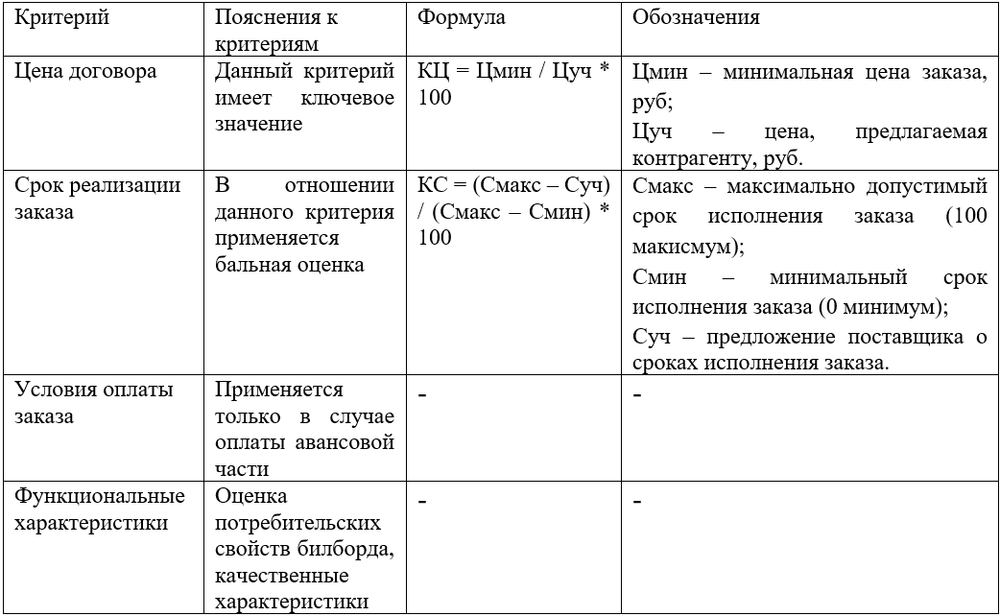 Критерий
Пояснения к
критериям
Формула
Обозначения
Цена договора
Данный критерий
имеет ключевое
значение
КЦ = Цмин / Цуч *
100
Цмин – минимальная цена заказа,
руб;
Цуч – цена, предлагаемая
контрагенту, руб.
Срок реализации
заказа
В отношении
данного критерия
применяется
бальная оценка
КС = (Смакс – Суч)
/ (Смакс – Смин) *
100
Смакс – максимально допустимый
срок исполнения заказа (100
макисмум);
Смин – минимальный срок
исполнения заказа (0 минимум);
Суч – предложение поставщика о
сроках исполнения заказа.
Условия оплаты
заказа
Применяется
только в случае
оплаты авансовой
части
-
-
Функциональные
характеристики
Оценка
потребительских
свойств билборда,
качественные
характеристики
-
-